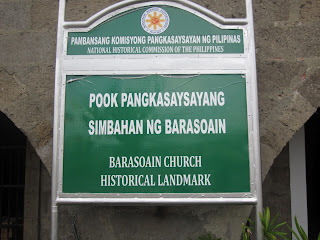 PAMBANSANG KOMISYONG PANGKASAYSAYAN NG PILIPINAS
NATIONAL HISTORICAL COMMISSION OF THE PHILIPPINES
POOK PANGKASAYSAYANG
SIMBAHAN NG BARASOAIN
BARASOAIN CHURCH
HISTORICAL LANDMARK